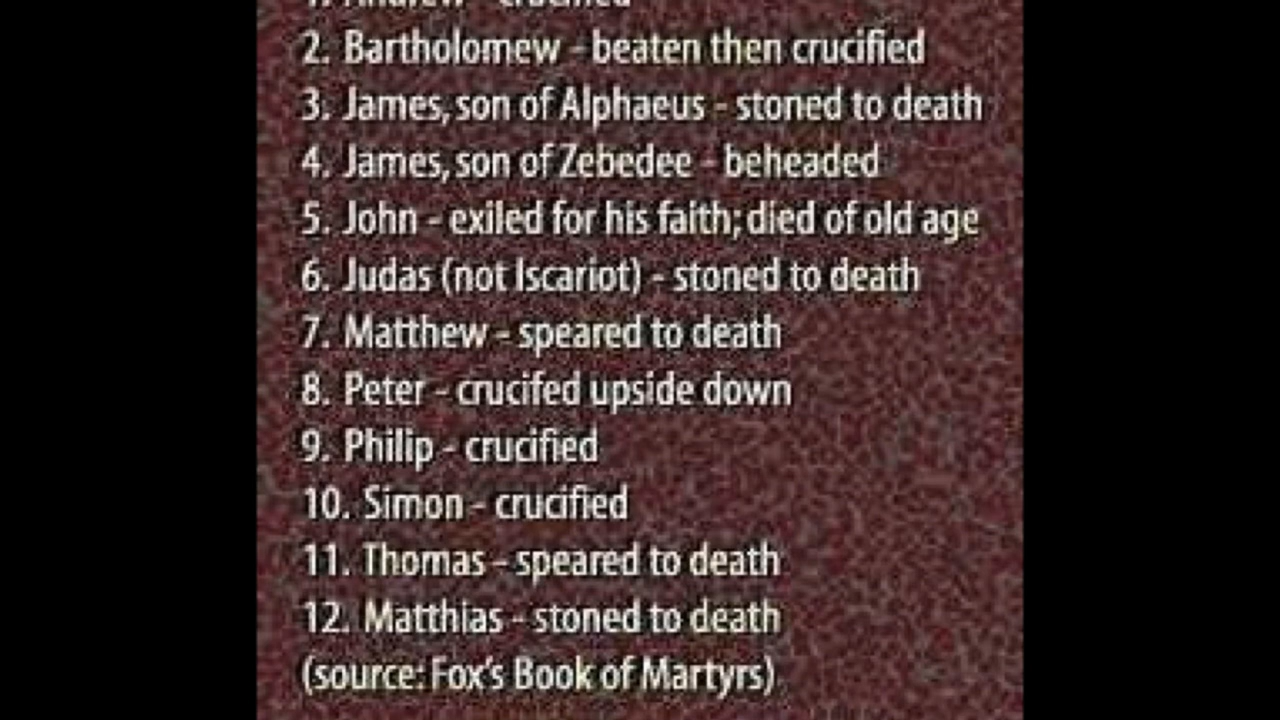 1. Andrew - crucified
2. Bartholomew - beaten then crucified
3. James, son of Alphaeus - stoned to death
4. James, son of Zebedee - beheaded
5. John - exiled for his faith; died of old age
6. Judas (not Iscariot) - stoned to death
7. Matthew - speared to death
8. Peter - crucifed upside down
9. Philip - crucified
10. Simon - crucified
11. Thomas - speared to death
12. Matthias - stoned to death
(source: Fox's Book of Martyrs)